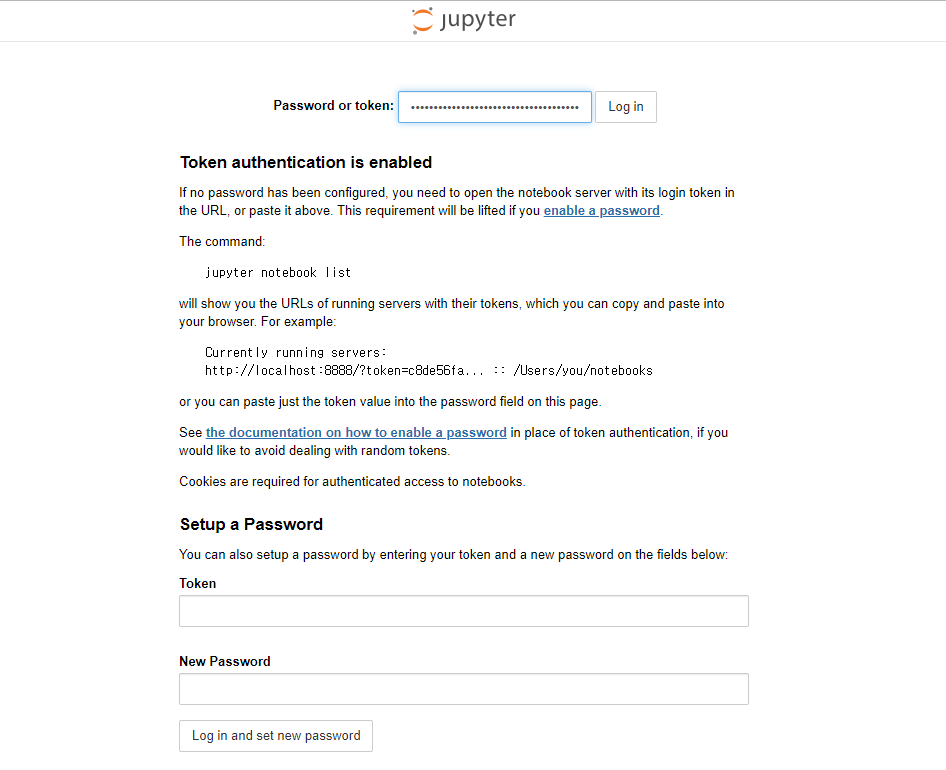 jupyter
Password or token: •••••••••••••••••••••••••••••••••••• Log in
Token authentication is enabled
If no password has been configured, you need to open the notebook server with its login token in
the URL, or paste it above. This requirement will be lifted if you enable a password.
The command:
jupyter notebook list
will show you the URLs of running servers with their tokens, which you can copy and paste into
your browser. For example:
Currently running servers:
http://localhost:8888/?token=c8de56fa... :: /Users/you/notebooks
or you can paste just the token value into the password field on this page.
See the documentation on how to enable a password in place of token authentication, if you
would like to avoid dealing with random tokens.
Cookies are required for authenticated access to notebooks.
Setup a Password
You can also setup a password by entering your token and a new password on the fields below:
Token
New Password
Log in and set new password